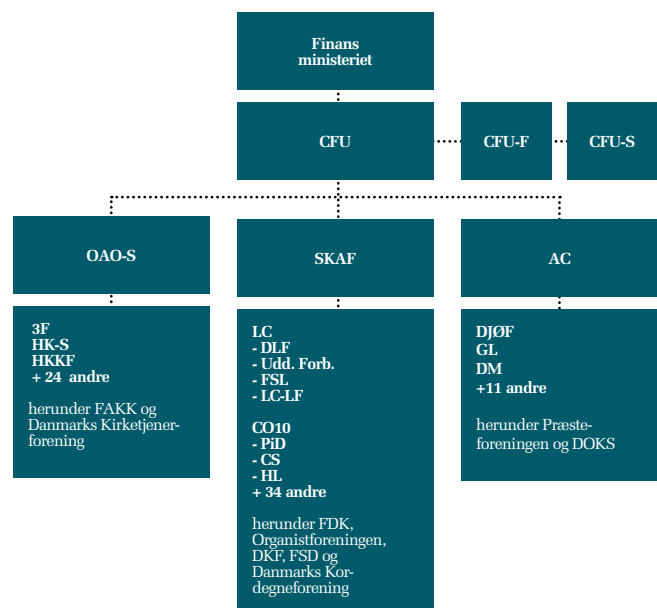 Finans
ministeriet
CFU
CFU-F
CFU-S
OAO-S
SKAF
AC
3F
HK-S
HKKF
+ 24 andre
herunder FAKK og
Danmarks Kirketjener-
forening
LC
- DLF
- Udd. Forb.
- FSL
- LC-LF
CO10
- PiD
- CS
- HL
+ 34 andre
herunder FDK,
Organistforeningen,
DKF, FSD og
Danmarks Kor-
degneforening
DJØF
GL
DM
+11 andre
herunder Præste-
foreningen og DOKS